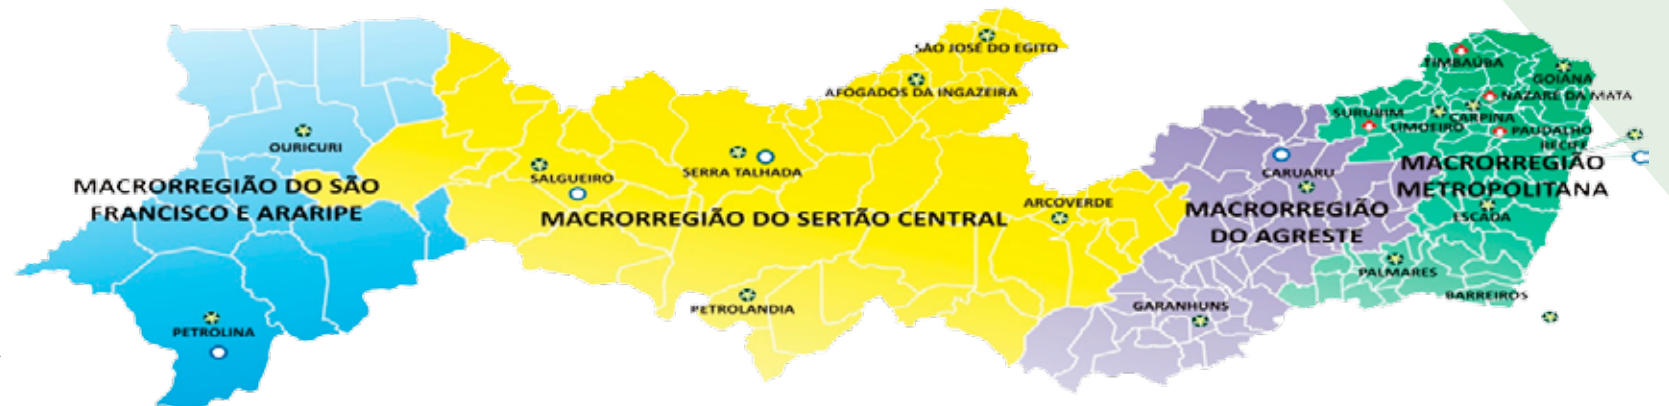 SÃO JOSÉ DO EGITO
AFOGADOS DA INGAZEIRA
TIMBAÚBA
GOIANA
NAZARÉ DA MATA
SURUBIM
LIMOEIRO
CARPINA
PAUDALHO
RECIFE
OURICURI
SALGUEIRO
SERRA TALHADA
CARUARU
MACRORREGIÃO
METROPOLITANA
MACRORREGIÃO DO SÃO
FRANCISCO E ARARIPE
MACRORREGIÃO DO SERTÃO CENTRAL
ARCOVERDE
MACRORREGIÃO
DO AGRESTE
ESCADA
PALMARES
BARREIROS
PETROLANDIA
GARANHUNS
PETROLINA